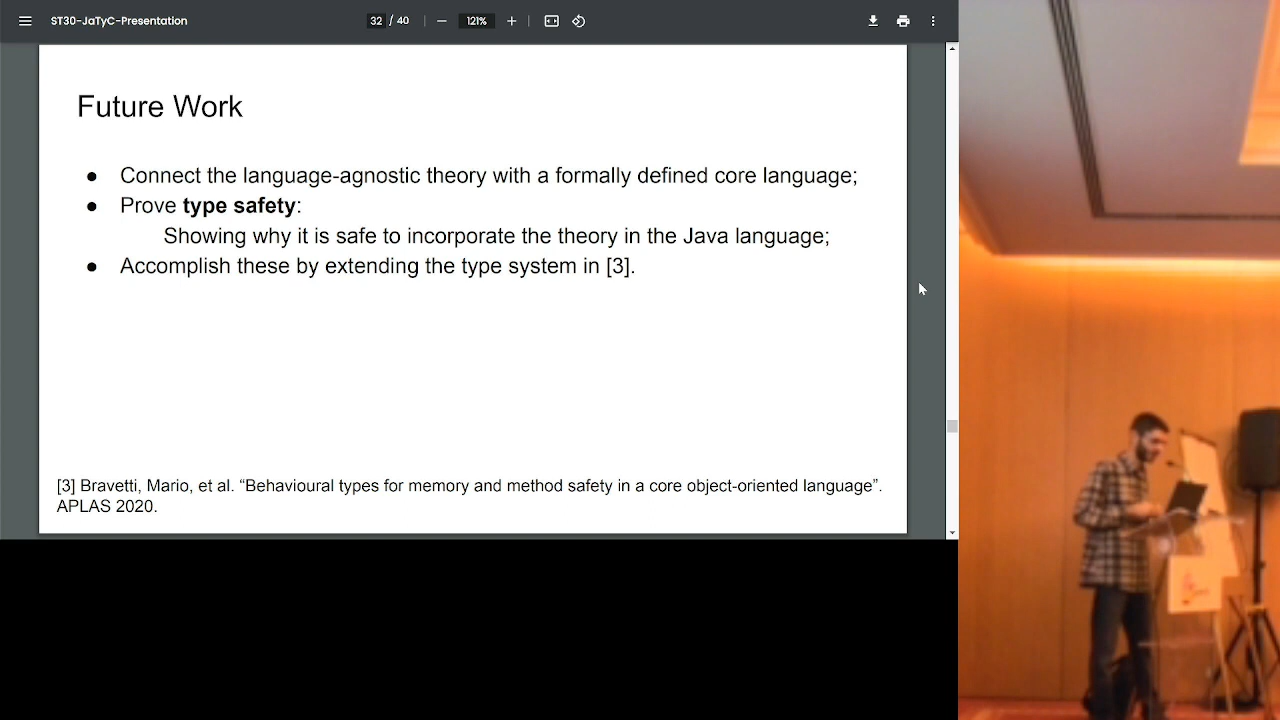 ST30-JaTyC-Presentation
32 / 40
121%
Future Work
● Connect the language-agnostic theory with a formally defined core language;
● Prove type safety:
Showing why it is safe to incorporate the theory in the Java language;
● Accomplish these by extending the type system in [3].
[3] Bravetti, Mario, et al. “Behavioural types for memory and method safety in a core object-oriented language”.
APLAS 2020.